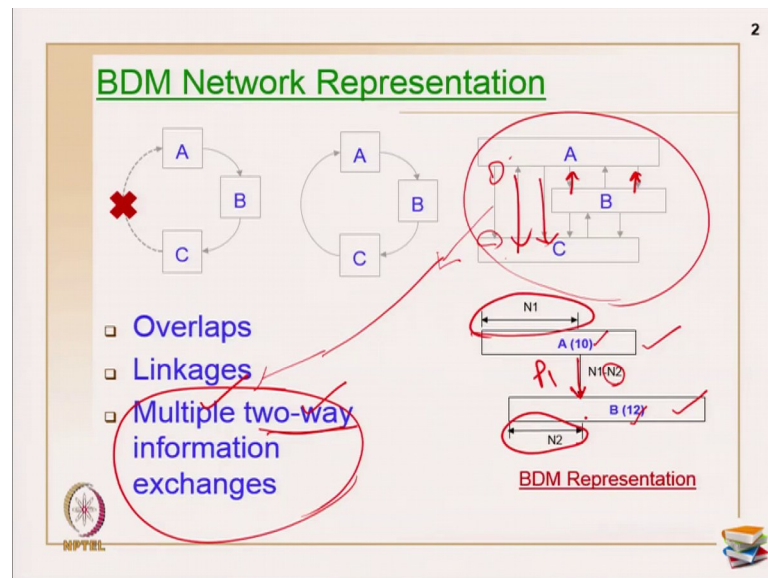 2
BDM Network Representation
A
B
C
A
B
C
A
B
C
Overlaps
Linkages
Multiple two-way
information
exchanges
N1
A (10)
P1
N1-N2
B (12)
N2
BDM Representation
NPTEL